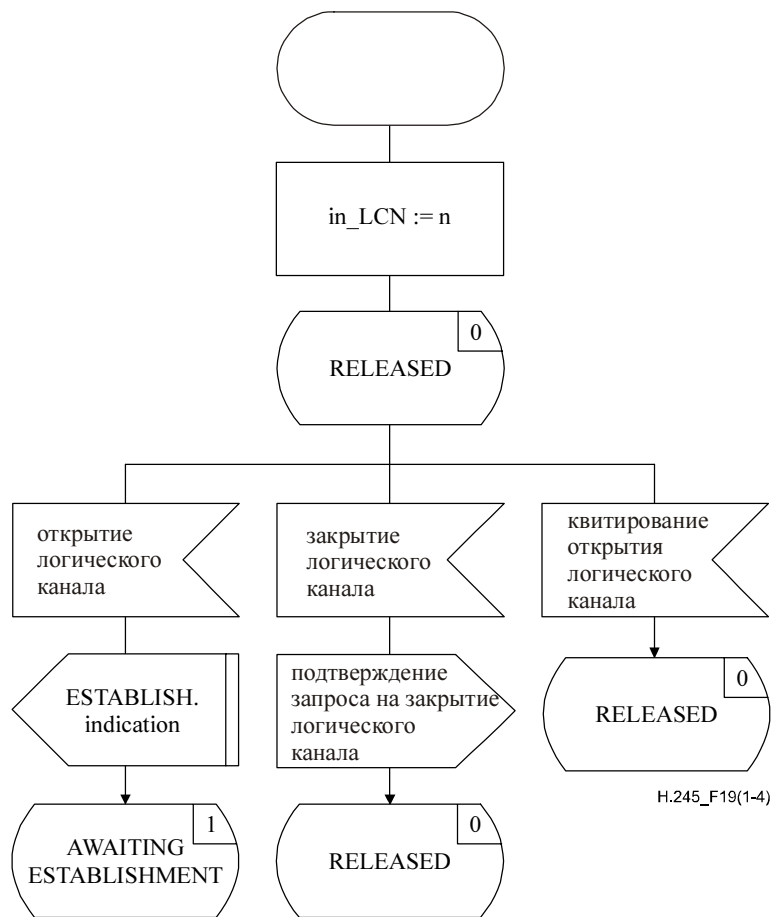 in_LCN := n
0
RELEASED
открытие
логического
канала
закрытие
логического
канала
квитирование
открытия
логического
канала
ESTABLISH.
indication
подтверждение
запроса на закрытие
логического
канала
0
RELEASED
H.245_F19(1-4)
1
AWAITING
ESTABLISHMENT
0
RELEASED